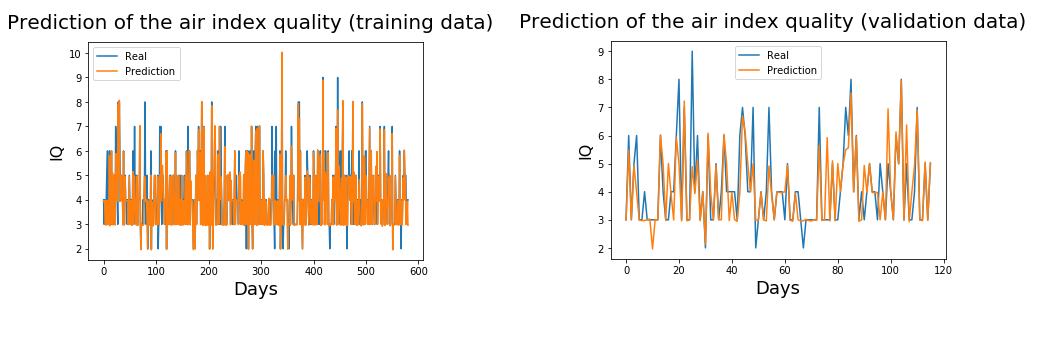 Prediction of the air index quality (training data)
IQ
10
9
8
7
6
5
4
3
2
Real
Prediction
0 100 200 300 400 500 600
Days
Prediction of the air index quality (validation data)
IQ
9
8
7
6
5
4
3
2
Real
Prediction
0 20 40 60 80 100 120
Days